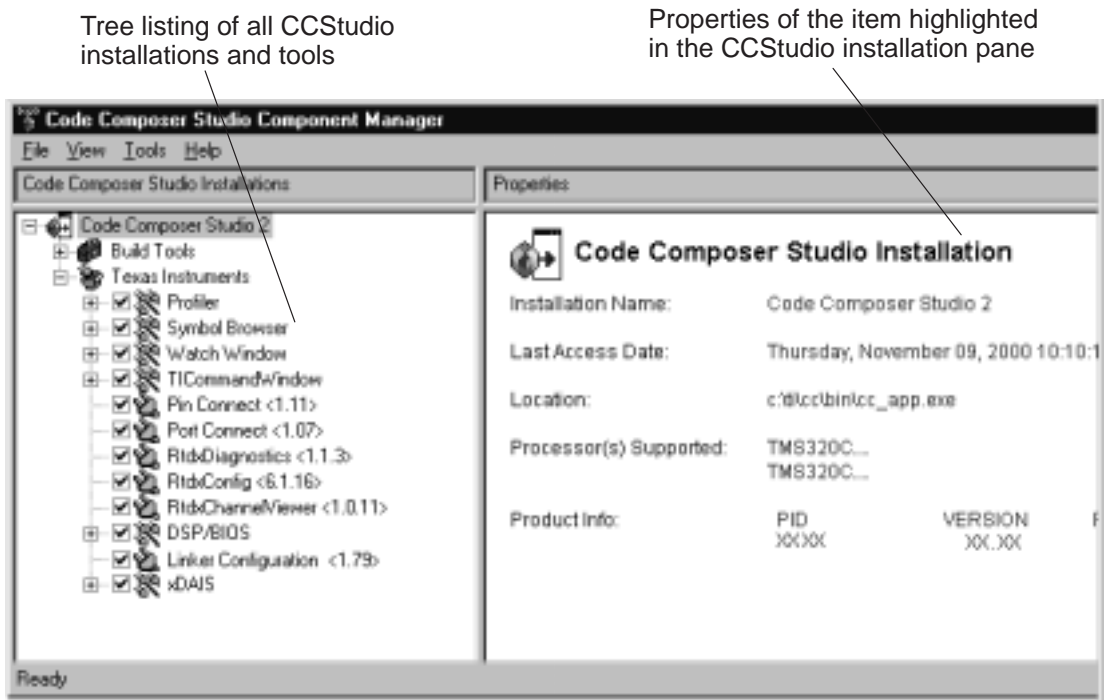 Tree listing of all CCStudio
installations and tools
Properties of the item highlighted
in the CCStudio installation pane
Code Composer Studio Component Manager
File View Tools Help
Code Composer Studio Installations
Properties
Code Composer Studio 2
Build Tools
Texas Instruments
Profiler
Symbol Browser
Watch Window
TICommandWindow
Pin Connect <1.11>
Port Connect <1.07>
RtdxDiagnostics <1.1.3>
RtdxConfig <6.1.16>
RtdxChannelViewer <1.0.11>
DSP/BIOS
Linker Configuration <1.79>
xDAIS
Code Composer Studio Installation
Installation Name: Code Composer Studio 2
Last Access Date: Thursday, November 09, 2000 10:10:1
Location: c:\ti\cc\bin\cc_app.exe
Processor(s) Supported: TMS320C...
TMS320C...
Product Info: PID VERSION
XXXX XX.XX
Ready